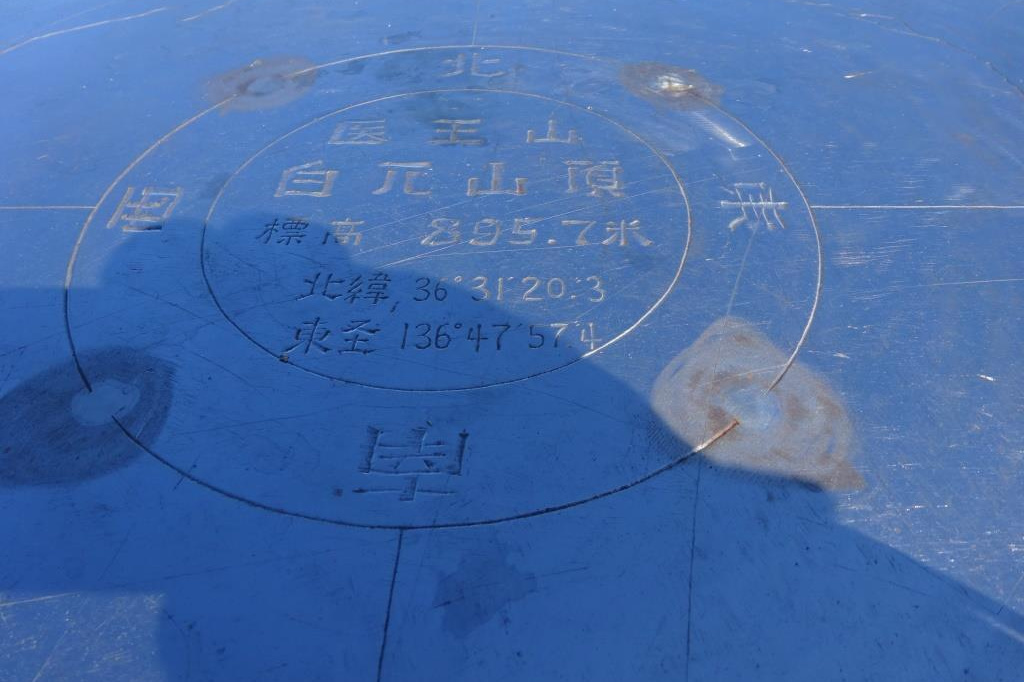 北
医王山
白兀山頂
標高 895.7米
北緯 36°31′20″.3
東圣 136°47′57″.4
西
東
南